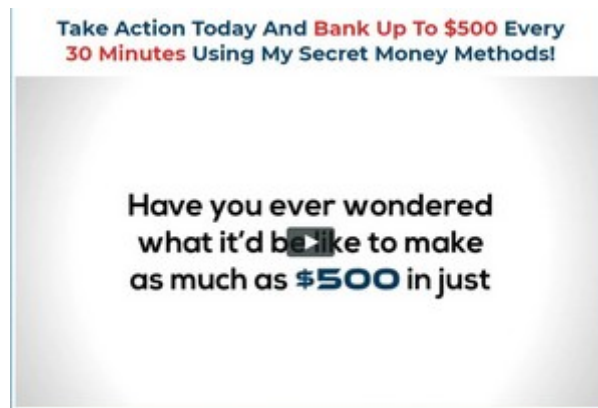 Take Action Today And Bank Up To $500 Every
30 Minutes Using My Secret Money Methods!
Have you ever wondered
what it'd be like to make
as much as $500 in just